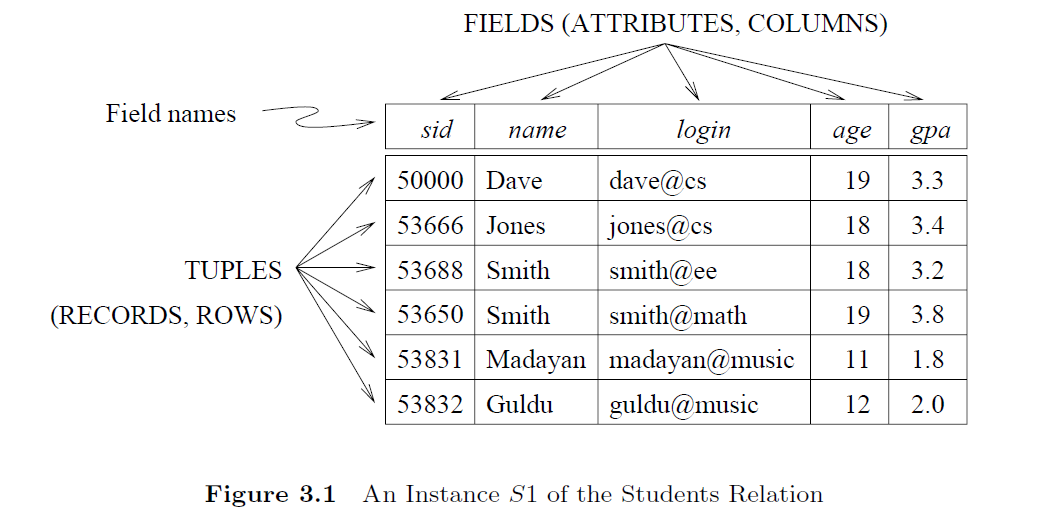 FIELDS (ATTRIBUTES, COLUMNS)
Field names
sid name login age gpa
50000 Dave dave@cs 19 3.3
53666 Jones jones@cs 18 3.4
53688 Smith smith@ee 18 3.2
TUPLES
(RECORDS, ROWS)
53650 Smith smith@math 19 3.8
53831 Madayan madayan@music 11 1.8
53832 Guldu guldu@music 12 2.0
Figure 3.1 An Instance S1 of the Students Relation